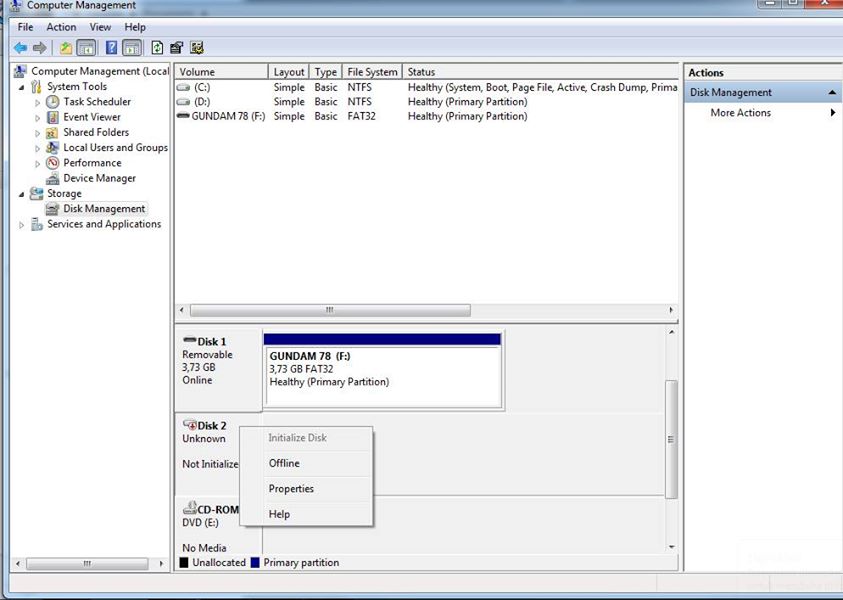 Computer Management
File Action View Help
Computer Management (Local
System Tools
Task Scheduler
Event Viewer
Shared Folders
Local Users and Groups
Performance
Device Manager
Storage
Disk Management
Services and Applications
Volume Layout Type File System Status
(C:) Simple Basic NTFS Healthy (System, Boot, Page File, Active, Crash Dump, Prima
(D:) Simple Basic NTFS Healthy (Primary Partition)
GUNDAM 78 (F:) Simple Basic FAT32 Healthy (Primary Partition)
Disk 1
Removable
3,73 GB
Online
GUNDAM 78 (F:)
3,73 GB FAT32
Healthy (Primary Partition)
Disk 2
Unknown
Not Initialize
Initialize Disk
Offline
Properties
Help
CD-ROM
DVD (E:)
No Media
Unallocated Primary partition
Actions
Disk Management
More Actions